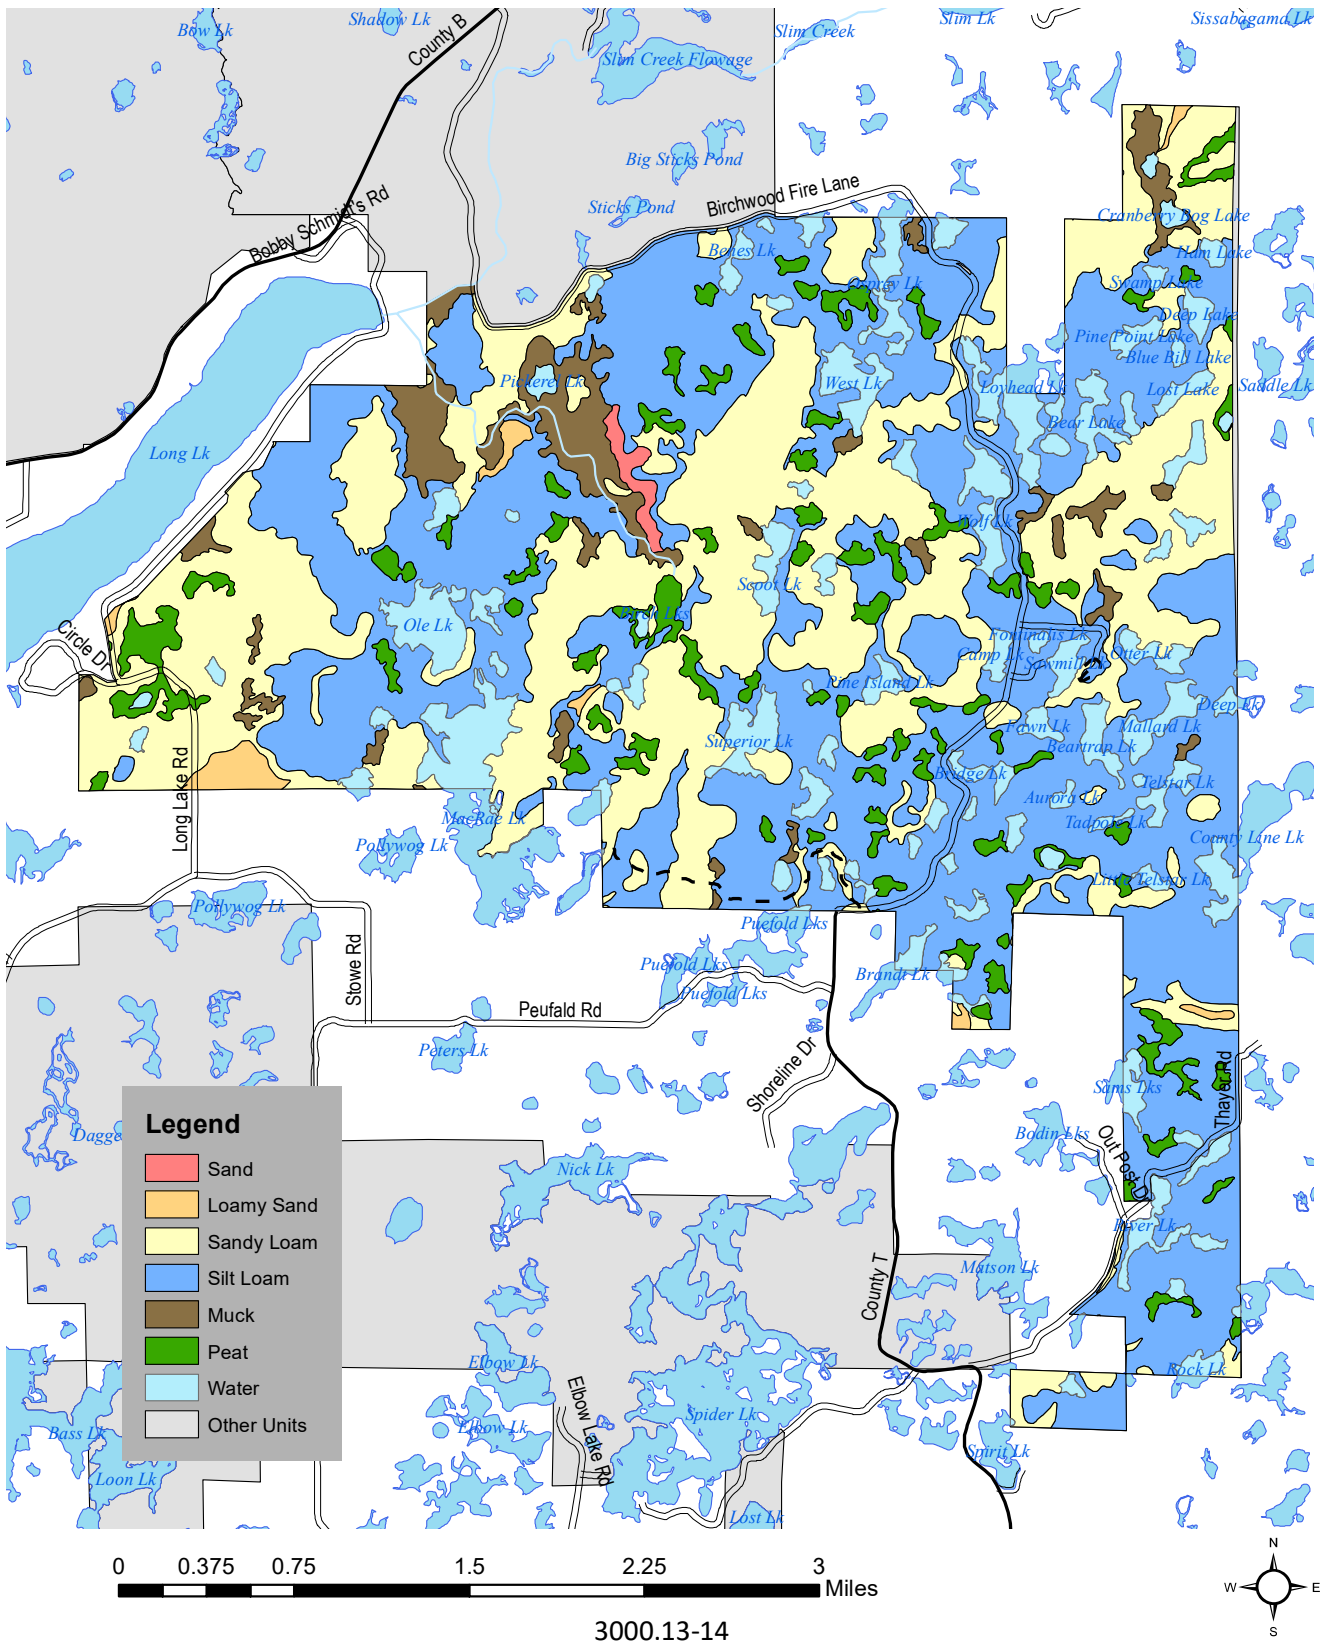 Bow Lk
Shadow Lk
County B
Slim Creek
Slim Lk
Sissabagama Lk
Slim Creek Flowage
Big Sticks Pond
Sticks Pond
Birchwood Fire Lane
Bobby Schmidt's Rd
Cranberry Bog Lake
Benes Lk
Ham Lake
Osprey Lk
Swamp Lake
Deep Lake
Pine Point Lake
Blue Bill Lake
Pickerel Lk
West Lk
Loyhead Lk
Lost Lake
Saddle Lk
Bear Lake
Long Lk
Wolf Lk
Scoot Lk
Birch Lks
Ole Lk
Circle Dr
Fontinalis Lk
Camp Lk
Sawmill Lk
Otter Lk
Pine Island Lk
Deep Lk
Fawn Lk
Mallard Lk
Superior Lk
Beartrap Lk
Long Lake Rd
Bridge Lk
Telstar Lk
Aurora Lk
MacRae Lk
Tadpole Lk
County Line Lk
Pollywog Lk
Little Telstar Lk
Pollywog Lk
Puefold Lks
Stowe Rd
Puefold Lks
Brandt Lk
Puefold Lks
Peufald Rd
Peters Lk
Shoreline Dr
Thayer Rd
Sams Lks
Dagge
Bodin Lks
Out Post Dr
Nick Lk
River Lk
County T
Matson Lk
Elbow Lk
Rock Lk
Elbow Lake Rd
Spider Lk
Elbow Lk
Bass Lk
Spirit Lk
Loon Lk
Lost Lk
Legend
Sand
Loamy Sand
Sandy Loam
Silt Loam
Muck
Peat
Water
Other Units
0 0.375 0.75 1.5 2.25 3
Miles
N
W E
S
3000.13-14